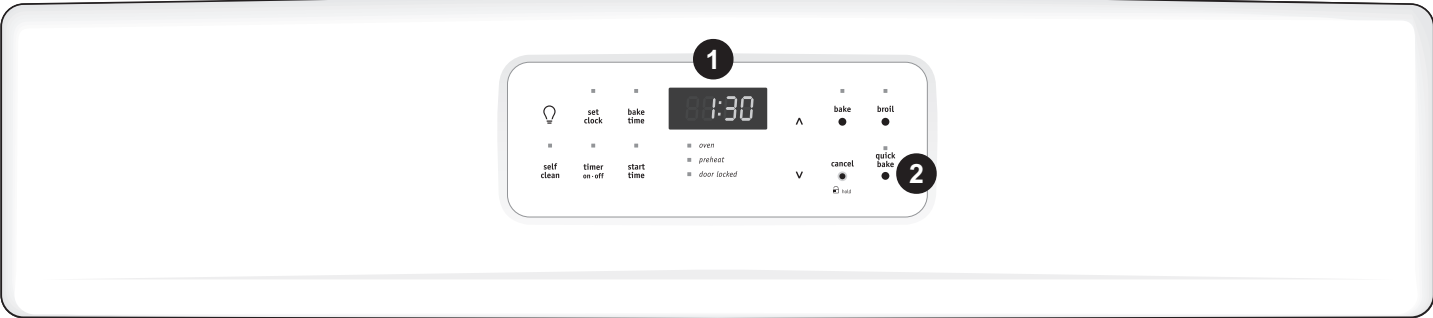 1
1:30
set
clock
bake
time
bake
broil
oven
preheat
door locked
self
clean
timer
on · off
start
time
cancel
hold
quick
bake
2